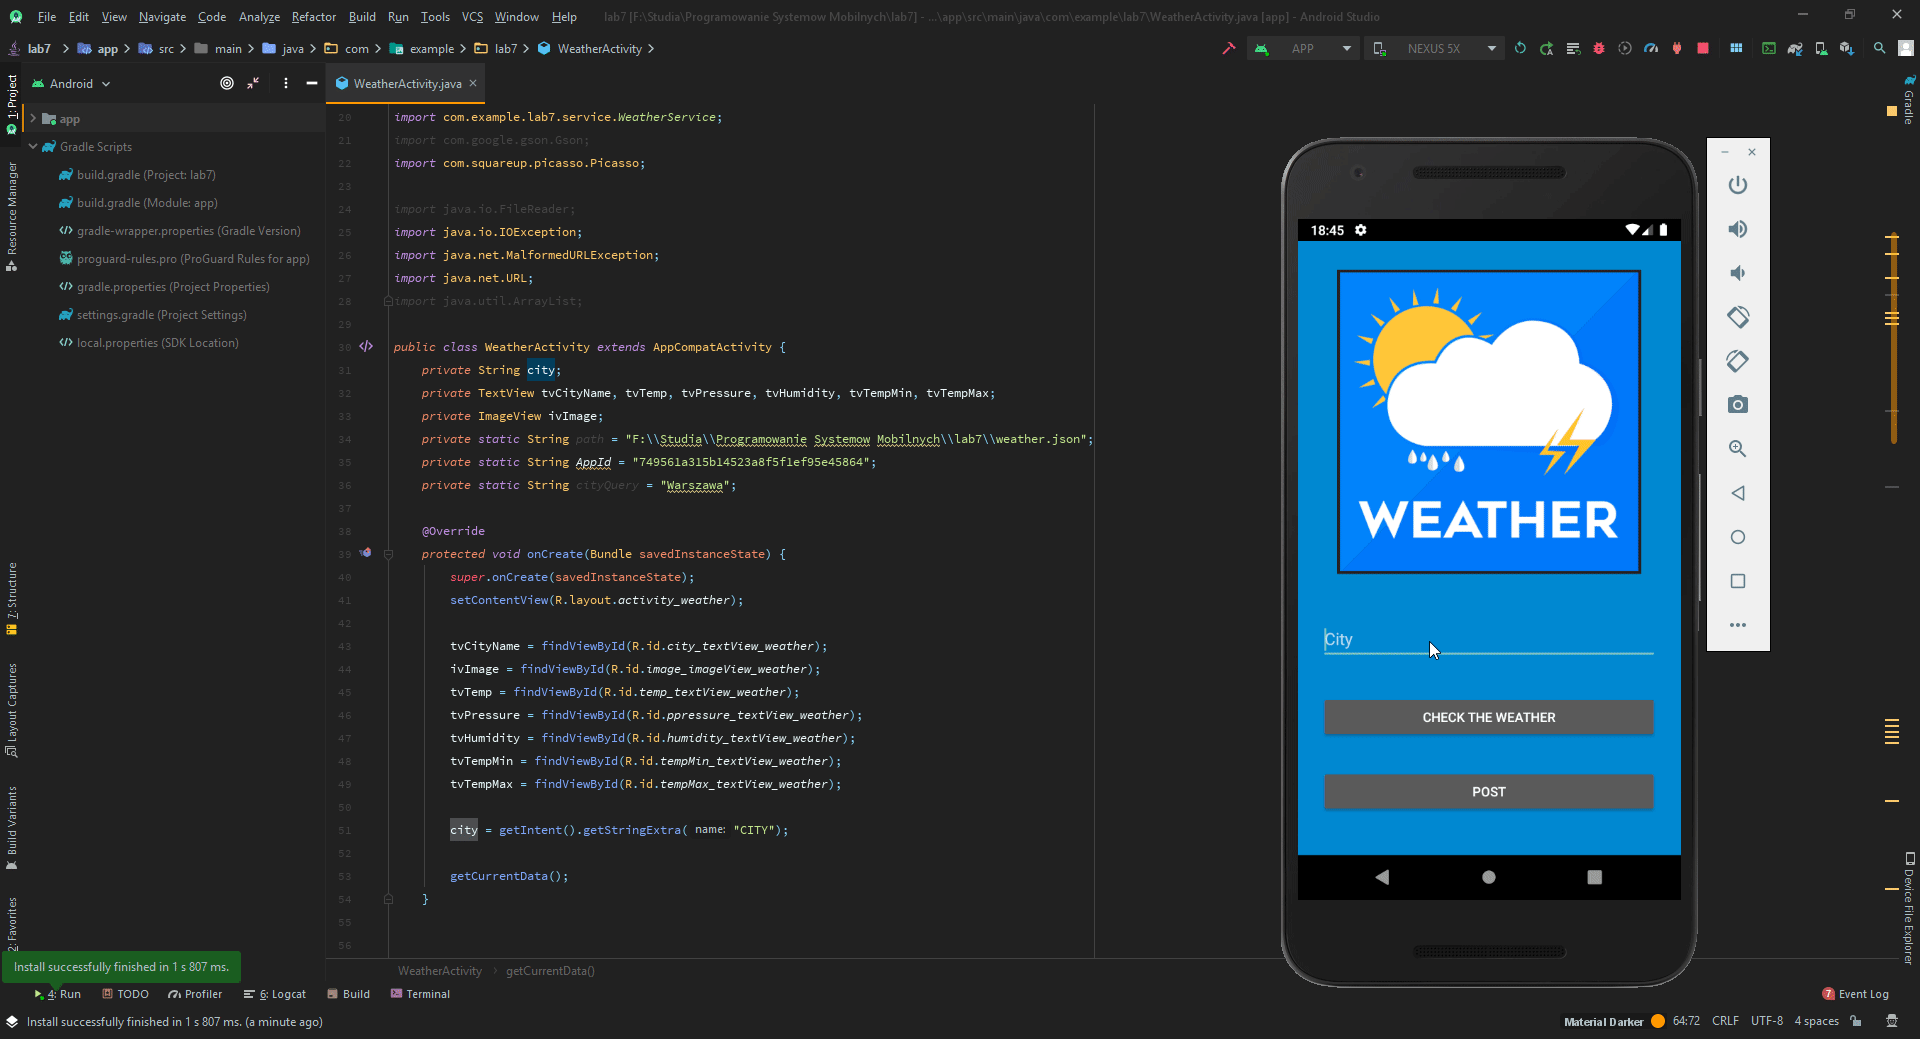 File Edit View Navigate Code Analyze Refactor Build Run Tools VCS Window Help lab7 [F:\Studia\Programowanie Systemow Mobilnych\lab7] - ...\app\src\main\java\com\example\lab7\WeatherActivity.java [app] - Android Studio
lab7 app src main java com example lab7 WeatherActivity APP NEXUS 5X
Android WeatherActivity.java
1: Project
Resource Manager
7: Structure
Layout Captures
Build Variants
2: Favorites
app
Gradle Scripts
build.gradle (Project: lab7)
build.gradle (Module: app)
gradle-wrapper.properties (Gradle Version)
proguard-rules.pro (ProGuard Rules for app)
gradle.properties (Project Properties)
settings.gradle (Project Settings)
local.properties (SDK Location)
20 import com.example.lab7.service.WeatherService;
21 import com.google.gson.Gson;
22 import com.squareup.picasso.Picasso;
23
24 import java.io.FileReader;
25 import java.io.IOException;
26 import java.net.MalformedURLException;
27 import java.net.URL;
28 import java.util.ArrayList;
29
30 public class WeatherActivity extends AppCompatActivity {
31 private String city;
32 private TextView tvCityName, tvTemp, tvPressure, tvHumidity, tvTempMin, tvTempMax;
33 private ImageView ivImage;
34 private static String path = "F:\\Studia\\Programowanie Systemow Mobilnych\\lab7\\weather.json";
35 private static String AppId = "749561a315b14523a8f5f1ef95e45864";
36 private static String cityQuery = "Warszawa";
37
38 @Override
39 protected void onCreate(Bundle savedInstanceState) {
40 super.onCreate(savedInstanceState);
41 setContentView(R.layout.activity_weather);
42
43 tvCityName = findViewById(R.id.city_textView_weather);
44 ivImage = findViewById(R.id.image_imageView_weather);
45 tvTemp = findViewById(R.id.temp_textView_weather);
46 tvPressure = findViewById(R.id.ppressure_textView_weather);
47 tvHumidity = findViewById(R.id.humidity_textView_weather);
48 tvTempMin = findViewById(R.id.tempMin_textView_weather);
49 tvTempMax = findViewById(R.id.tempMax_textView_weather);
50
51 city = getIntent().getStringExtra( name: "CITY");
52
53 getCurrentData();
54 }
55
56
WeatherActivity getCurrentData()
18:45
WEATHER
City
CHECK THE WEATHER
POST
Gradle
Device File Explorer
Install successfully finished in 1 s 807 ms.
4: Run TODO Profiler 6: Logcat Build Terminal 7 Event Log
Install successfully finished in 1 s 807 ms. (a minute ago) Material Darker 64:72 CRLF UTF-8 4 spaces